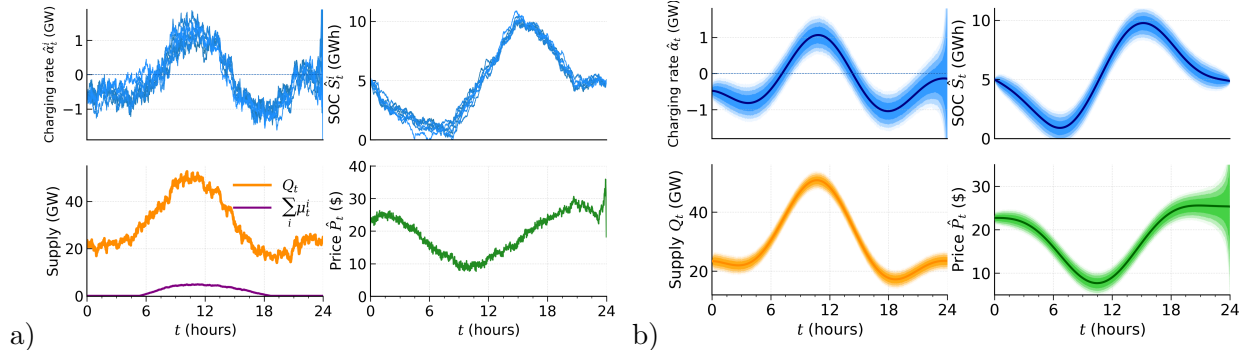 Charging rate α̂ᵢₜ (GW)
1
0
−1
SOC Ŝᵢₜ (GWh)
10
5
0
Supply (GW)
40
20
0
Qₜ
∑ᵢ μᵢₜ
0 6 12 18 24
t (hours)
Price P̂ₜ ($)
40
30
20
10
0
0 6 12 18 24
t (hours)
a)
Charging rate α̂ₜ (GW)
1
0
−1
SOC Ŝₜ (GWh)
10
5
0
Supply Qₜ (GW)
40
20
0 6 12 18 24
t (hours)
Price P̂ₜ ($)
30
20
10
0 6 12 18 24
t (hours)
b)